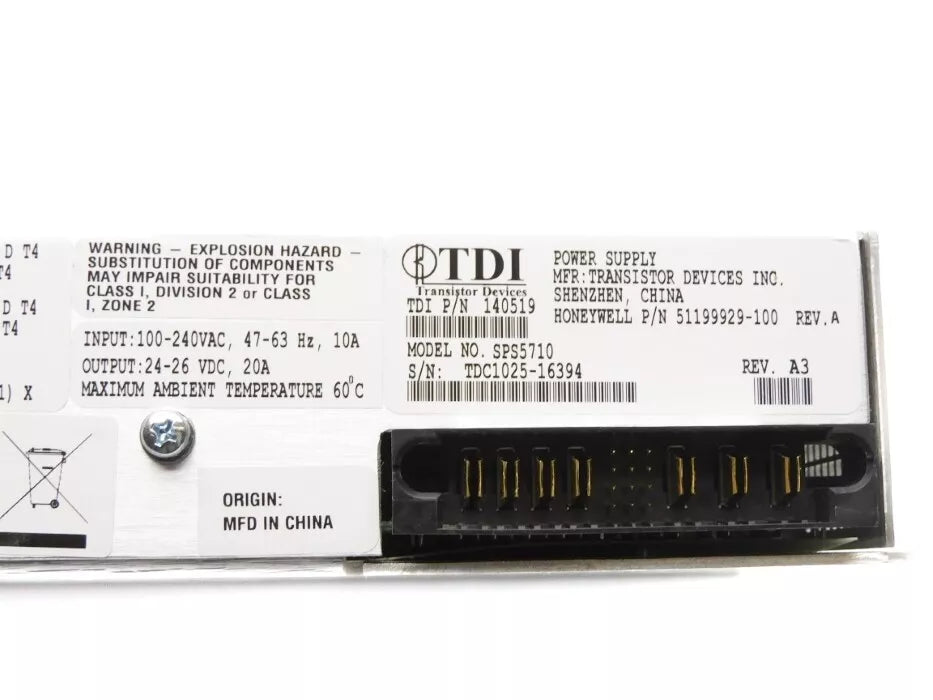 D T4
T4
D T4
T4
1) X
WARNING — EXPLOSION HAZARD —
SUBSTITUTION OF COMPONENTS
MAY IMPAIR SUITABILITY FOR
CLASS I, DIVISION 2 or CLASS
I, ZONE 2
INPUT:100-240VAC, 47-63 Hz, 10A
OUTPUT:24-26 VDC, 20A
MAXIMUM AMBIENT TEMPERATURE 60°C
TDI
Transistor Devices
TDI P/N 140519
POWER SUPPLY
MFR:TRANSISTOR DEVICES INC.
SHENZHEN, CHINA
HONEYWELL P/N 51199929-100 REV.A
MODEL NO. SPS5710
S/N: TDC1025-16394
REV. A3
ORIGIN:
MFD IN CHINA